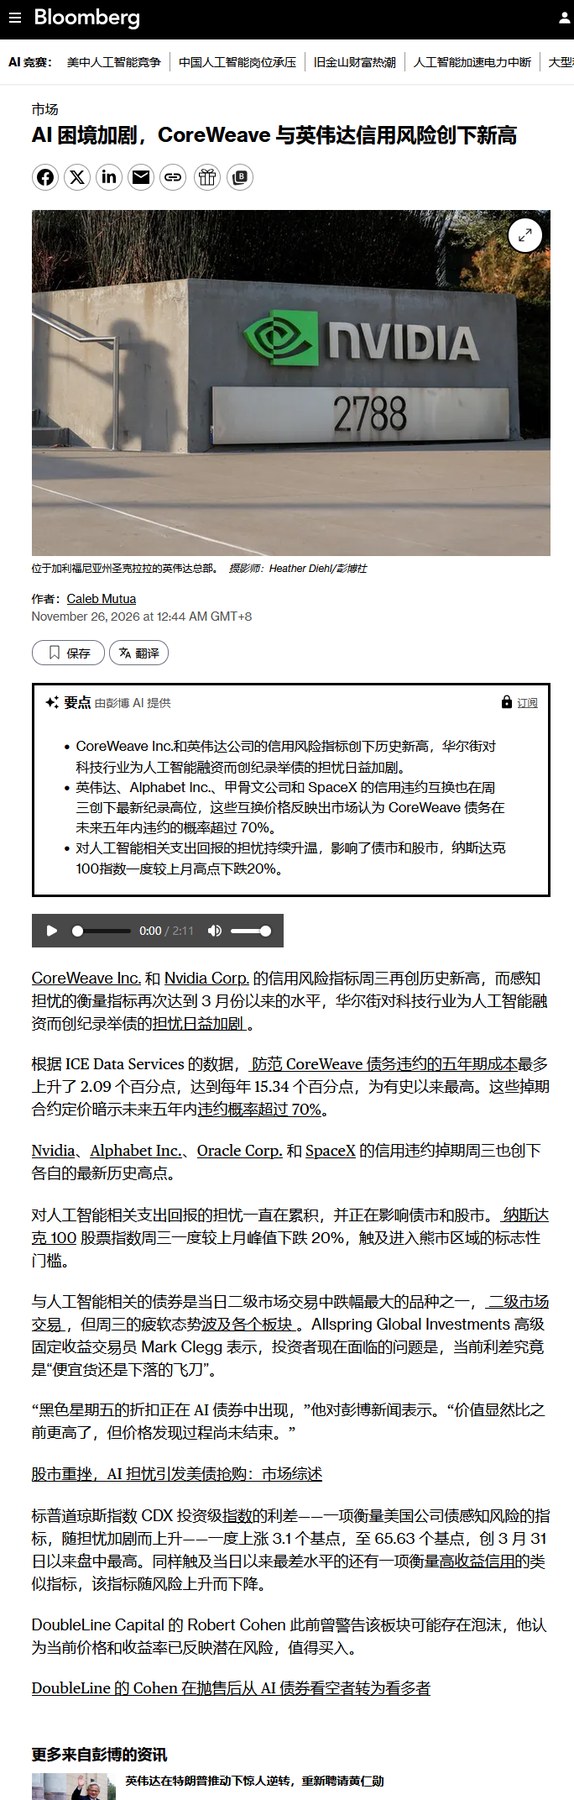 Bloomberg
AI 竞赛： 美中人工智能竞争 中国人工智能岗位承压 旧金山财富热潮 人工智能加速电力中断 大型
市场
AI 困境加剧，CoreWeave 与英伟达信用风险创下新高
NVIDIA
2788
位于加利福尼亚州圣克拉拉的英伟达总部。 摄影师：Heather Diehl/彭博社
作者：Caleb Mutua
November 26, 2026 at 12:44 AM GMT+8
保存 翻译
要点 由彭博 AI 提供 订阅
• CoreWeave Inc.和英伟达公司的信用风险指标创下历史新高，华尔街对
科技行业为人工智能融资而创纪录举债的担忧日益加剧。
• 英伟达、Alphabet Inc.、甲骨文公司和 SpaceX 的信用违约互换也在周
三创下最新纪录高位，这些互换价格反映出市场认为 CoreWeave 债务在
未来五年内违约的概率超过 70%。
• 对人工智能相关支出回报的担忧持续升温，影响了债市和股市，纳斯达克
100指数一度较上月高点下跌20%。
0:00 / 2:11
CoreWeave Inc. 和 Nvidia Corp. 的信用风险指标周三再创历史新高，而感知
担忧的衡量指标再次达到 3 月份以来的水平，华尔街对科技行业为人工智能融
资而创纪录举债的担忧日益加剧 。
根据 ICE Data Services 的数据， 防范 CoreWeave 债务违约的五年期成本最多
上升了 2.09 个百分点，达到每年 15.34 个百分点，为有史以来最高。这些掉期
合约定价暗示未来五年内违约概率超过 70%。
Nvidia、Alphabet Inc.、Oracle Corp. 和 SpaceX 的信用违约掉期周三也创下
各自的最新历史高点。
对人工智能相关支出回报的担忧一直在累积，并正在影响债市和股市。 纳斯达
克 100 股票指数周三一度较上月峰值下跌 20%，触及进入熊市区域的标志性
门槛。
与人工智能相关的债券是当日二级市场交易中跌幅最大的品种之一， 二级市场
交易 ，但周三的疲软态势波及各个板块 。Allspring Global Investments 高级
固定收益交易员 Mark Clegg 表示，投资者现在面临的问题是，当前利差究竟
是“便宜货还是下落的飞刀”。
“黑色星期五的折扣正在 AI 债券中出现，”他对彭博新闻表示。“价值显然比之
前更高了，但价格发现过程尚未结束。”
股市重挫，AI 担忧引发美债抢购：市场综述
标普道琼斯指数 CDX 投资级指数的利差——一项衡量美国公司债感知风险的指
标，随担忧加剧而上升——一度上涨 3.1 个基点，至 65.63 个基点，创 3 月 31
日以来盘中最高。同样触及当日以来最差水平的还有一项衡量高收益信用的类
似指标，该指标随风险上升而下降。
DoubleLine Capital 的 Robert Cohen 此前曾警告该板块可能存在泡沫，他认
为当前价格和收益率已反映潜在风险，值得买入。
DoubleLine 的 Cohen 在抛售后从 AI 债券看空者转为看多者
更多来自彭博的资讯
英伟达在特朗普推动下惊人逆转，重新聘请黄仁勋